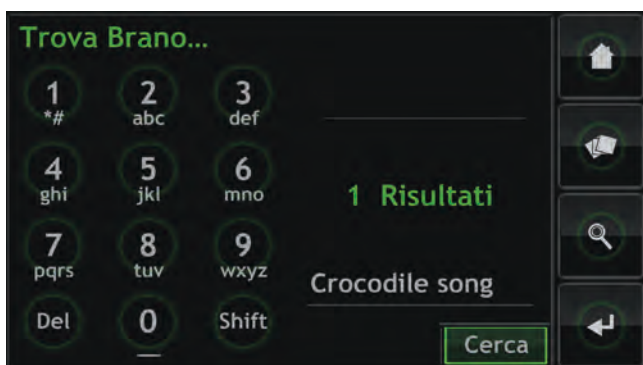 Trova Brano...
1 2 3
*# abc def
4 5 6
ghi jkl mno
1 Risultati
7 8 9
pqrs tuv wxyz
Crocodile song
Del 0 Shift
Cerca